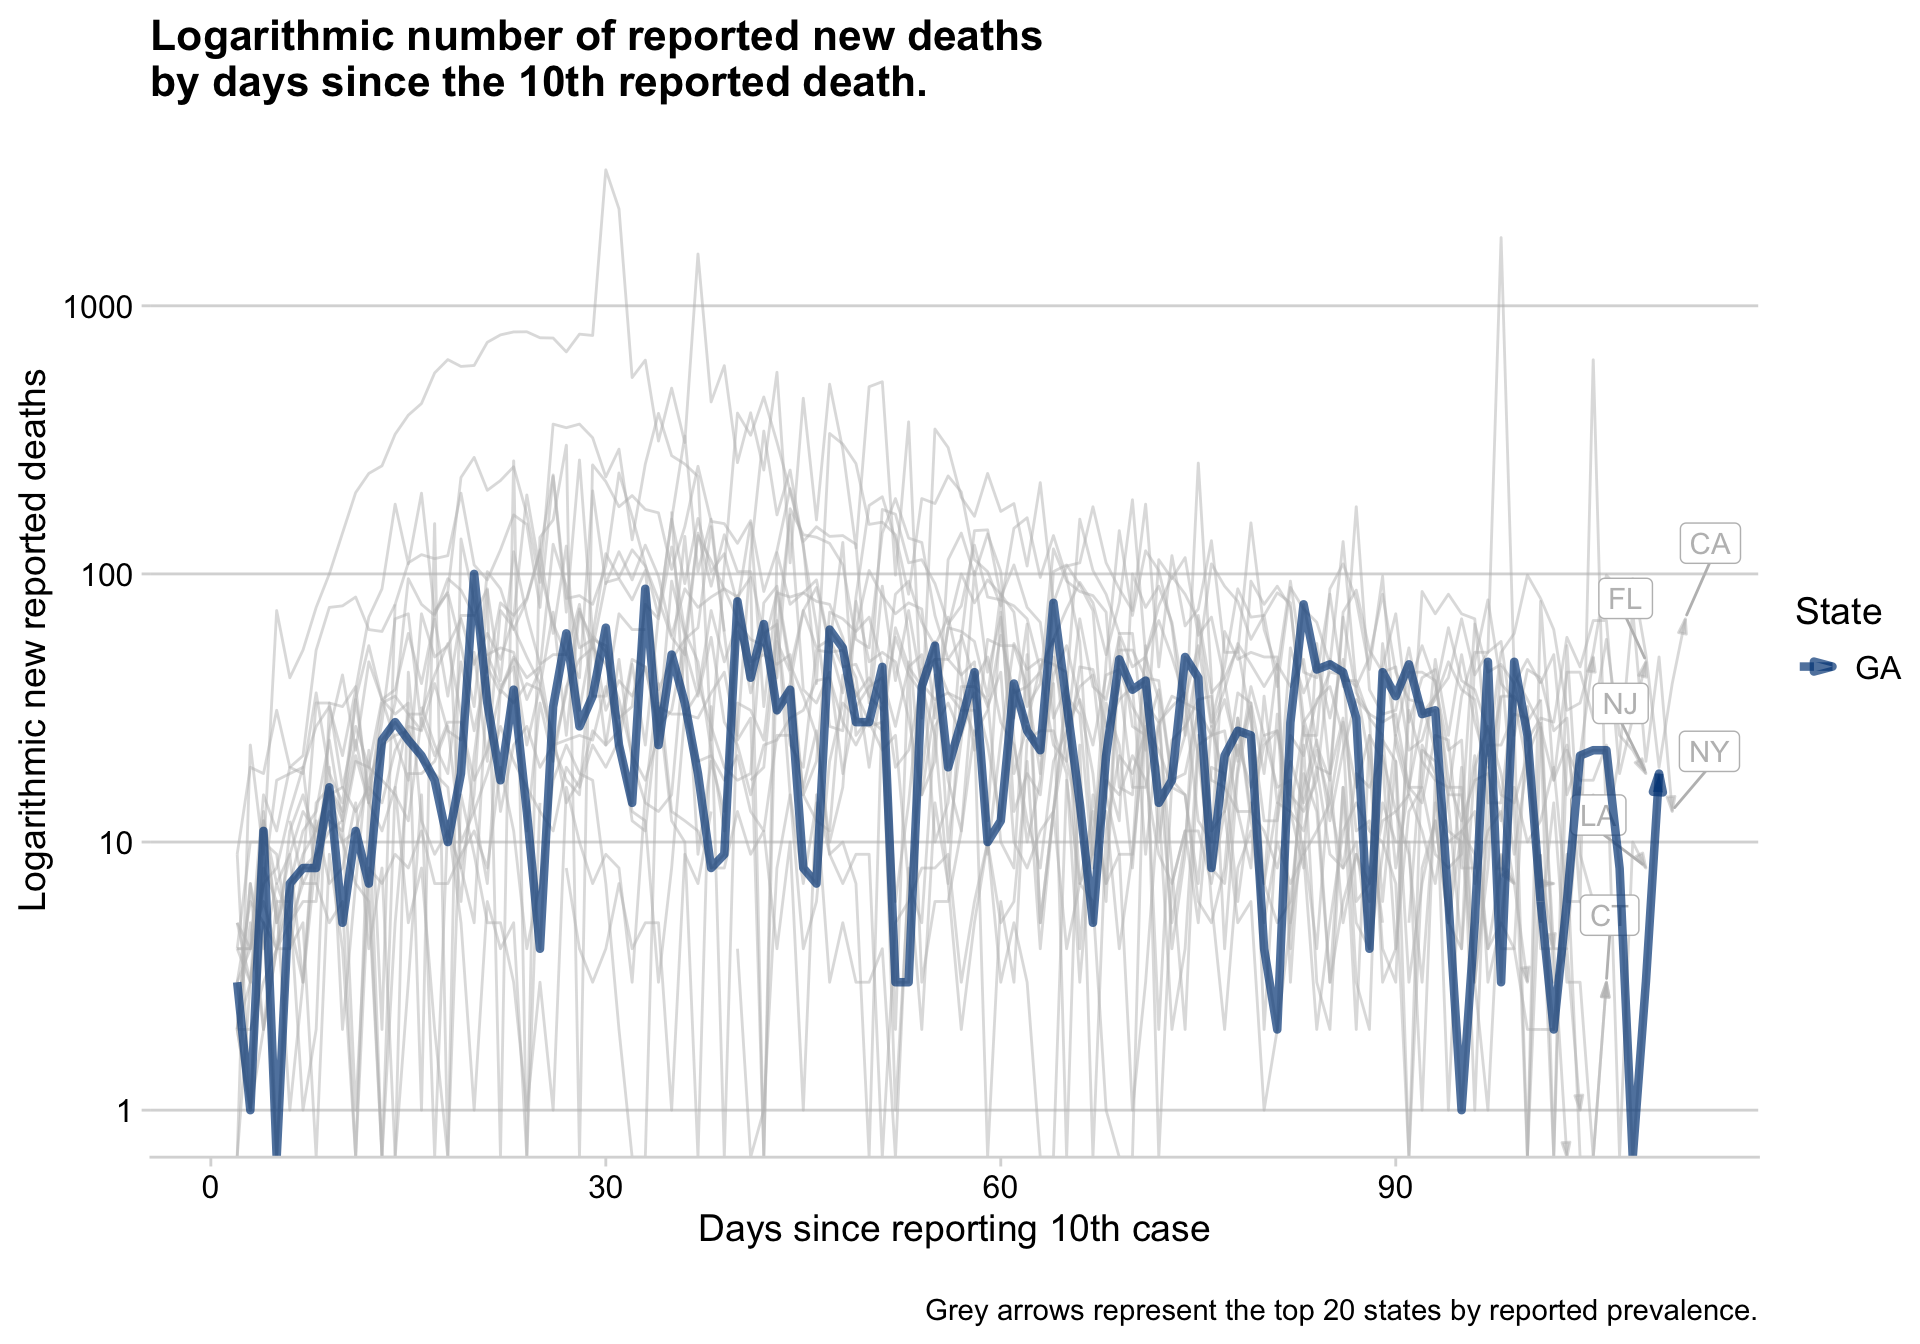 Logarithmic number of reported new deaths
by days since the 10th reported death.
Logarithmic new reported deaths
1000
100
10
1
0
30
60
90
Days since reporting 10th case
CA
FL
NJ
NY
LA
CT
State
GA
Grey arrows represent the top 20 states by reported prevalence.